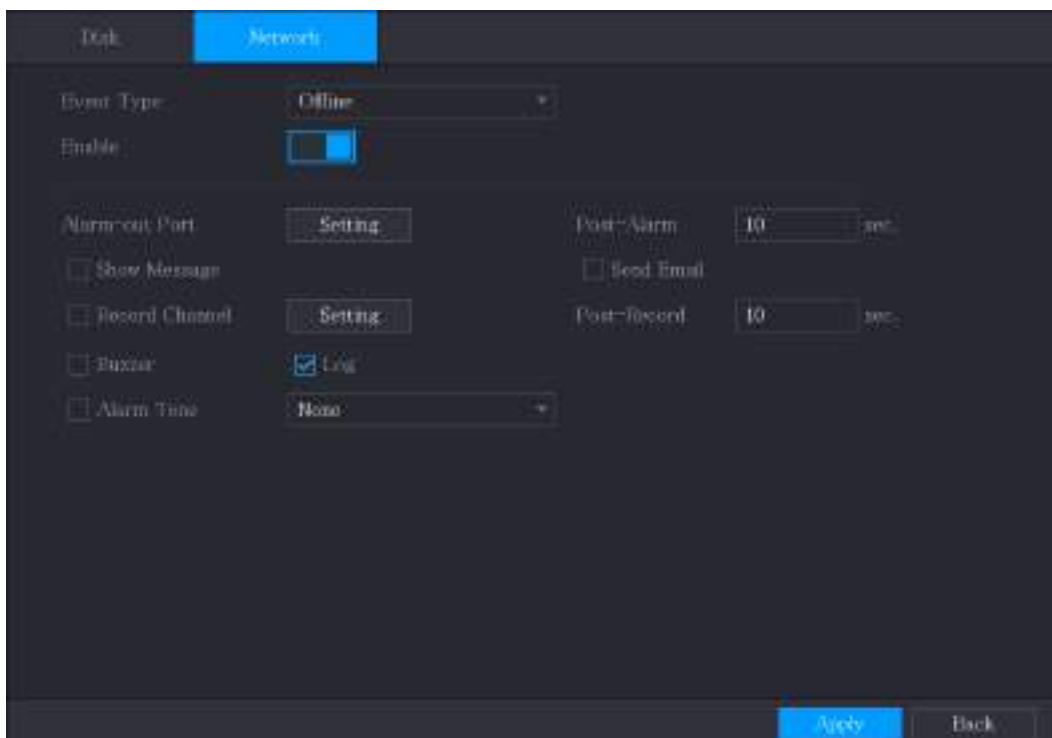 Disk Network
Event Type Offline
Enable
Alarm-out Port Setting Post-Alarm 10 sec.
Show Message Send Email
Record Channel Setting Post-Record 10 sec.
Buzzer Log
Alarm Tone None
Apply Back